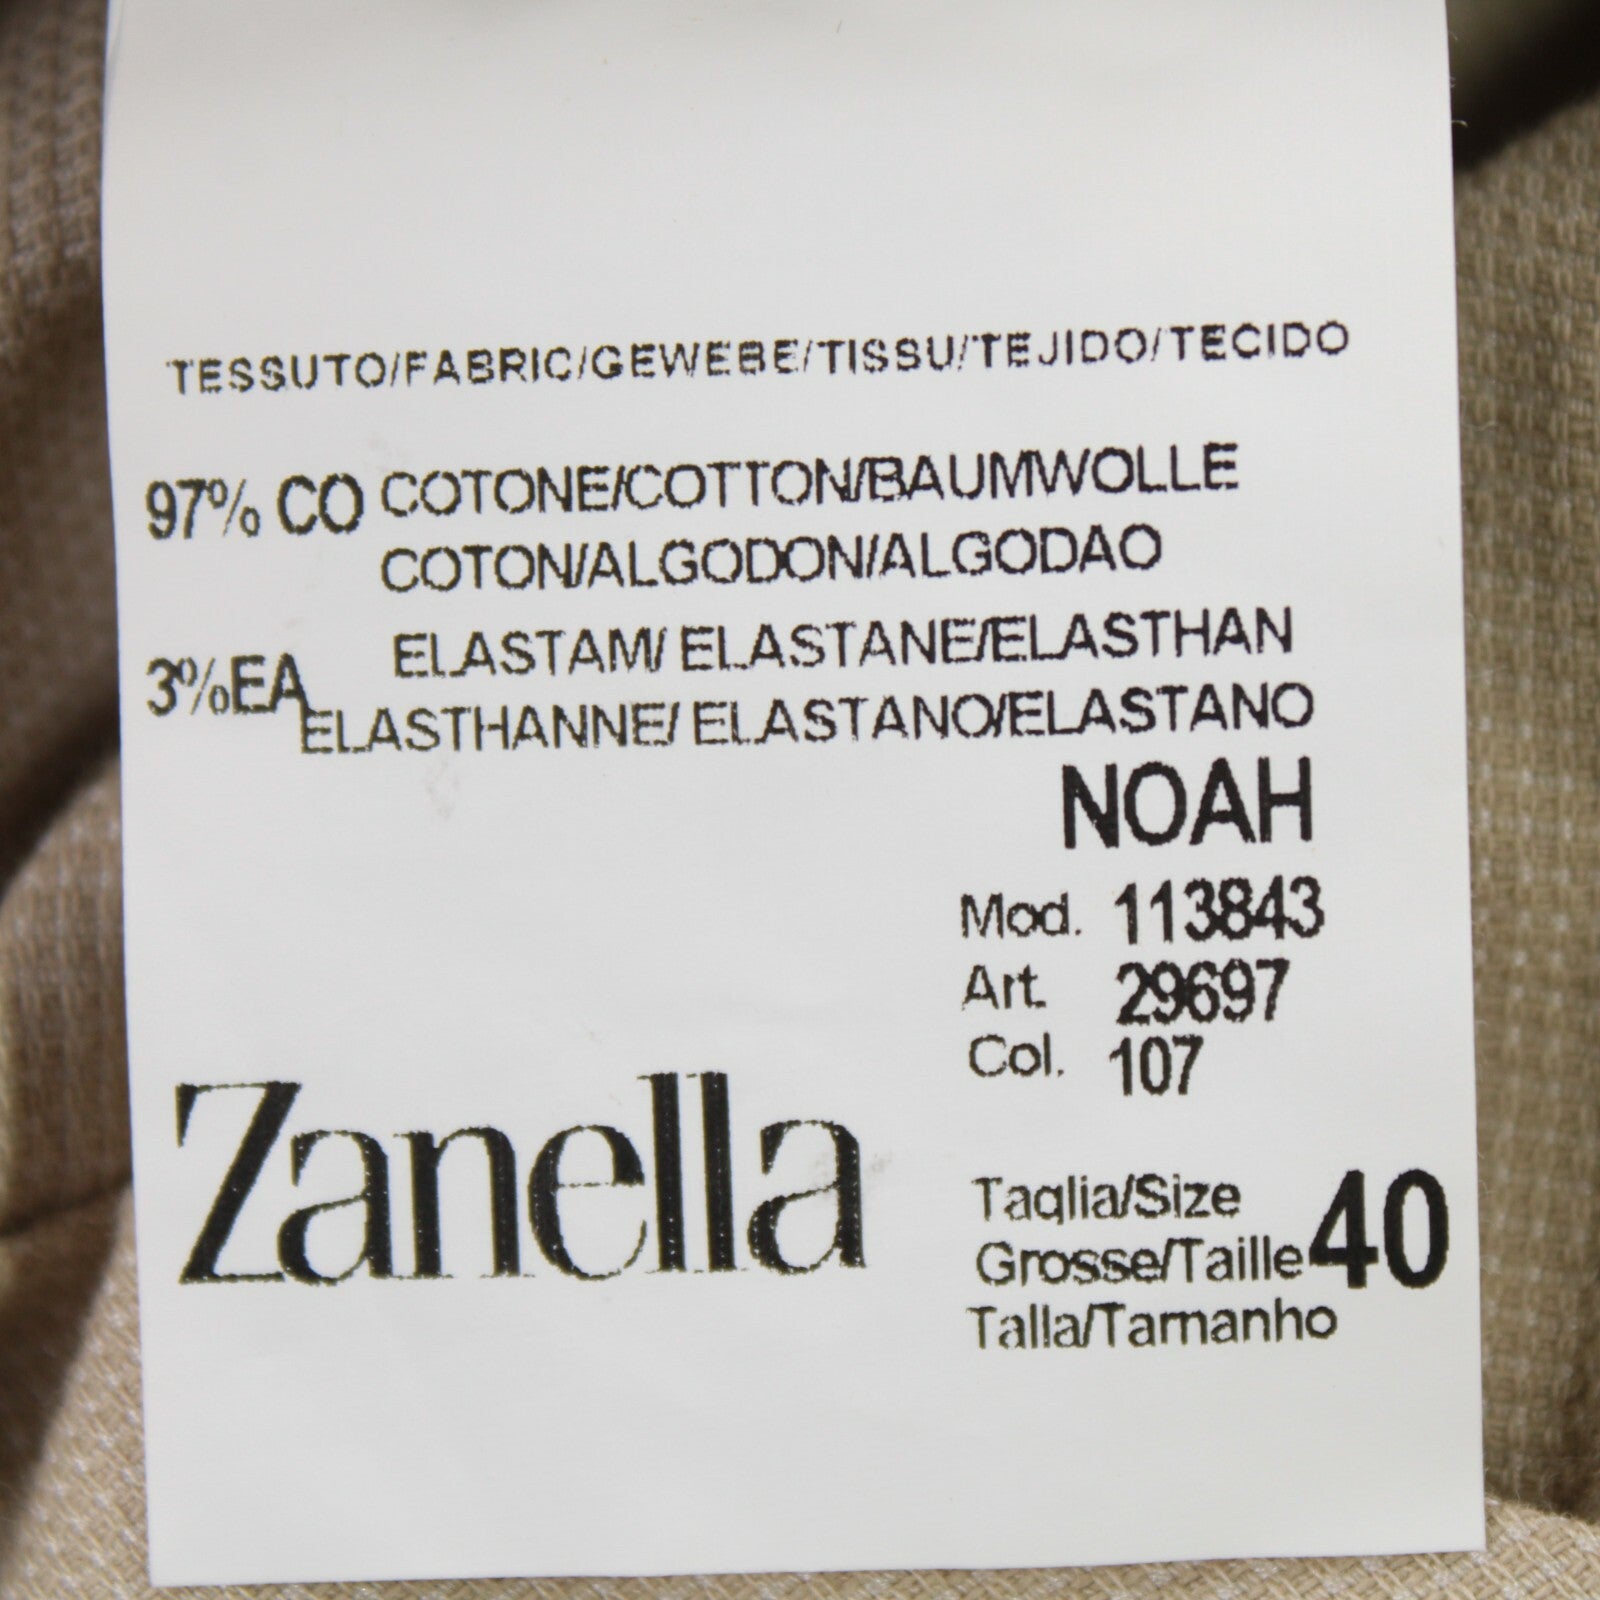 TESSUTO/FABRIC/GEWEBE/TISSU/TEJIDO/TECIDO
97% CO COTONE/COTTON/BAUMWOLLE
COTON/ALGODON/ALGODAO
3%EA ELASTAM/ ELASTANE/ELASTHAN
ELASTHANNE/ ELASTANO/ELASTANO
NOAH
Mod. 113843
Art. 29697
Col. 107
Zanella
Taglia/Size
Grosse/Taille 40
Talla/Tamanho